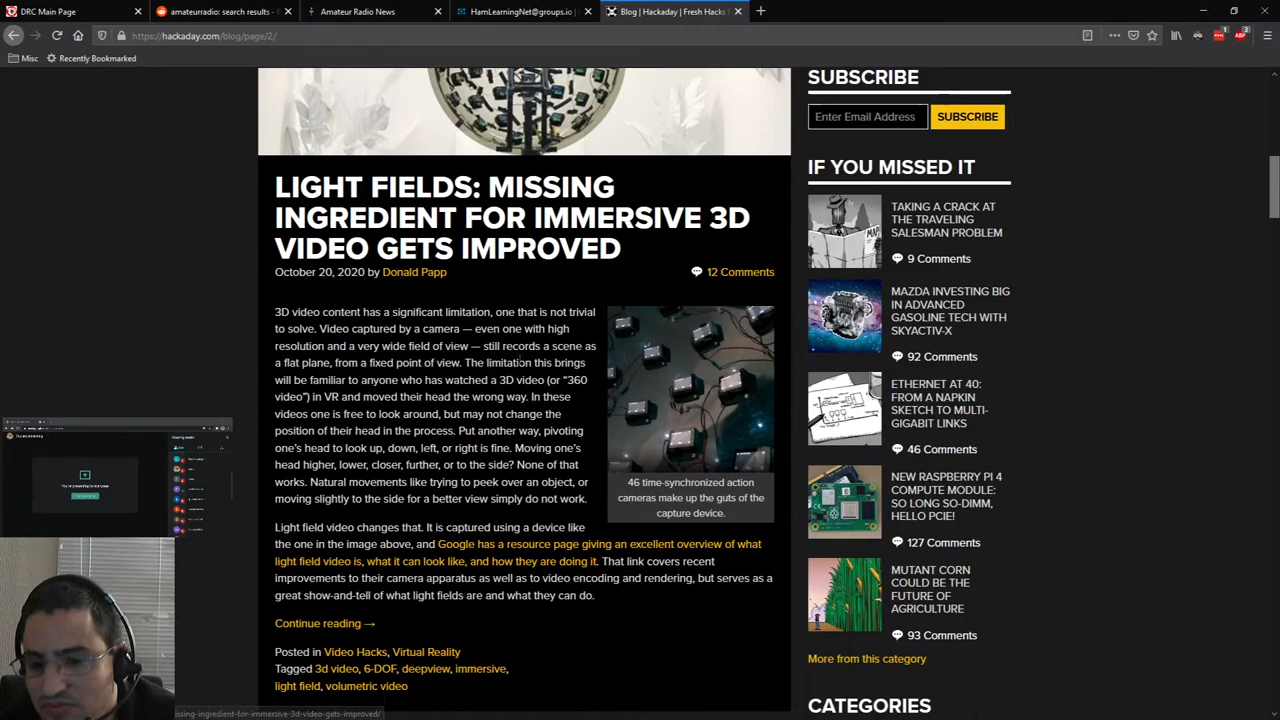 DRC Main Page
amateurradio: search results -
Amateur Radio News
HamLearningNet@groups.io |
Blog | Hackaday | Fresh Hacks
https://hackaday.com/blog/page/2/
Misc
Recently Bookmarked
LIGHT FIELDS: MISSING
INGREDIENT FOR IMMERSIVE 3D
VIDEO GETS IMPROVED
October 20, 2020 by Donald Papp
12 Comments
3D video content has a significant limitation, one that is not trivial
to solve. Video captured by a camera — even one with high
resolution and a very wide field of view — still records a scene as
a flat plane, from a fixed point of view. The limitation this brings
will be familiar to anyone who has watched a 3D video (or “360
video”) in VR and moved their head the wrong way. In these
videos one is free to look around, but may not change the
position of their head in the process. Put another way, pivoting
one’s head to look up, down, left, or right is fine. Moving one’s
head higher, lower, closer, further, or to the side? None of that
works. Natural movements like trying to peek over an object, or
moving slightly to the side for a better view simply do not work.
46 time-synchronized action
cameras make up the guts of the
capture device.
Light field video changes that. It is captured using a device like
the one in the image above, and Google has a resource page giving an excellent overview of what
light field video is, what it can look like, and how they are doing it. That link covers recent
improvements to their camera apparatus as well as to video encoding and rendering, but serves as a
great show-and-tell of what light fields are and what they can do.
Continue reading →
Posted in Video Hacks, Virtual Reality
Tagged 3d video, 6-DOF, deepview, immersive,
light field, volumetric video
SUBSCRIBE
Enter Email Address
SUBSCRIBE
IF YOU MISSED IT
TAKING A CRACK AT
THE TRAVELING
SALESMAN PROBLEM
9 Comments
MAZDA INVESTING BIG
IN ADVANCED
GASOLINE TECH WITH
SKYACTIV-X
92 Comments
ETHERNET AT 40:
FROM A NAPKIN
SKETCH TO MULTI-
GIGABIT LINKS
46 Comments
NEW RASPBERRY PI 4
COMPUTE MODULE:
SO LONG SO-DIMM,
HELLO PCIE!
127 Comments
MUTANT CORN
COULD BE THE
FUTURE OF
AGRICULTURE
93 Comments
More from this category
CATEGORIES
issing-ingredient-for-immersive-3d-video-gets-improved/